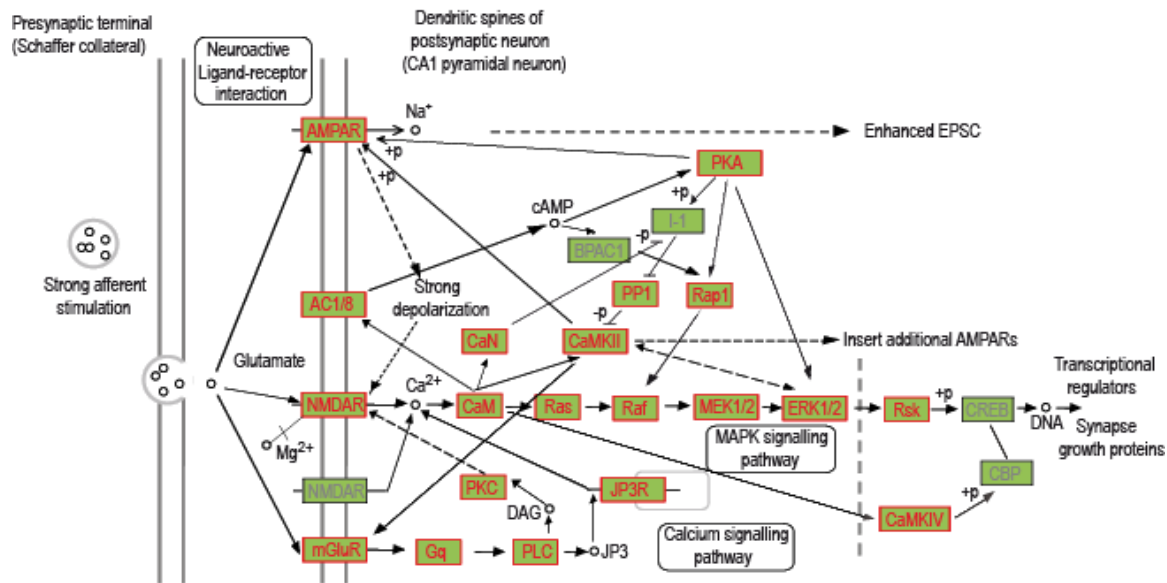 Presynaptic terminal
(Schaffer collateral)
Neuroactive
Ligand-receptor
interaction
Dendritic spines of
postsynaptic neuron
(CA1 pyramidal neuron)
AMPAR
Na+
Enhanced EPSC
+p
+p
PKA
+p
cAMP
I-1
-p
BPAC1
Strong afferent
stimulation
AC1/8
Strong
depolarization
PP1
Rap1
-p
CaN
CaMKII
Insert additional AMPARs
Glutamate
Ca2+
Transcriptional
regulators
NMDAR
CaM
Ras
Raf
MEK1/2
ERK1/2
Rsk
+p
CREB
DNA
Synapse
growth proteins
Mg2+
MAPK signalling
pathway
NMDAR
PKC
JP3R
CBP
DAG
+p
CaMKIV
mGluR
Gq
PLC
JP3
Calcium signalling
pathway